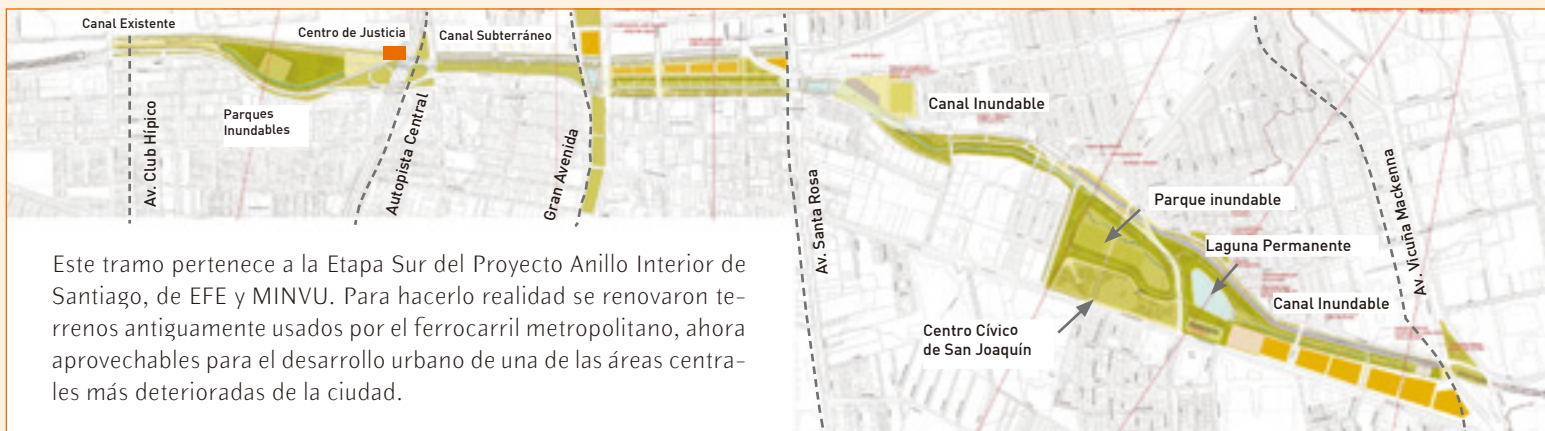 Canal Existente
Centro de Justicia
Canal Subterráneo
Parques
Inundables
Av. Club Hípico
Autopista Central
Gran Avenida
Av. Santa Rosa
Canal Inundable
Parque inundable
Laguna Permanente
Canal Inundable
Av. Vicuña Mackenna
Centro Cívico
de San Joaquín
Este tramo pertenece a la Etapa Sur del Proyecto Anillo Interior de
Santiago, de EFE y MINVU. Para hacerlo realidad se renovaron te-
rrenos antiguamente usados por el ferrocarril metropolitano, ahora
aprovechables para el desarrollo urbano de una de las áreas centra-
les más deterioradas de la ciudad.